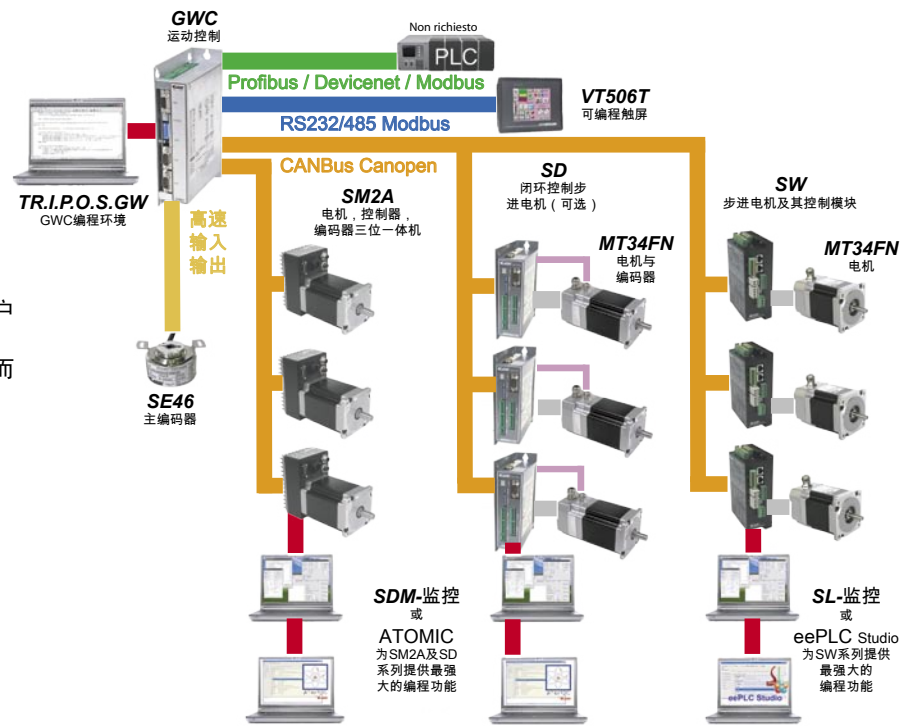 GWC
运动控制
Non richiesto
PLC
Profibus / Devicenet / Modbus
RS232/485 Modbus
VT506T
可编程触屏
CANBus Canopen
TR.I.P.O.S.GW
GWC编程环境
高速
输入
输出
SM2A
电机，控制器，
编码器三位一体机
SD
闭环控制步
进电机（可选）
SW
步进电机及其控制模块
MT34FN
电机与
编码器
MT34FN
电机
户
而
SE46
主编码器
SDM-监控
或
ATOMIC
为SM2A及SD
系列提供最强
大的编程功能
SL-监控
或
eePLC Studio
为SW系列提供
最强大的
编程功能
eePLC Studio